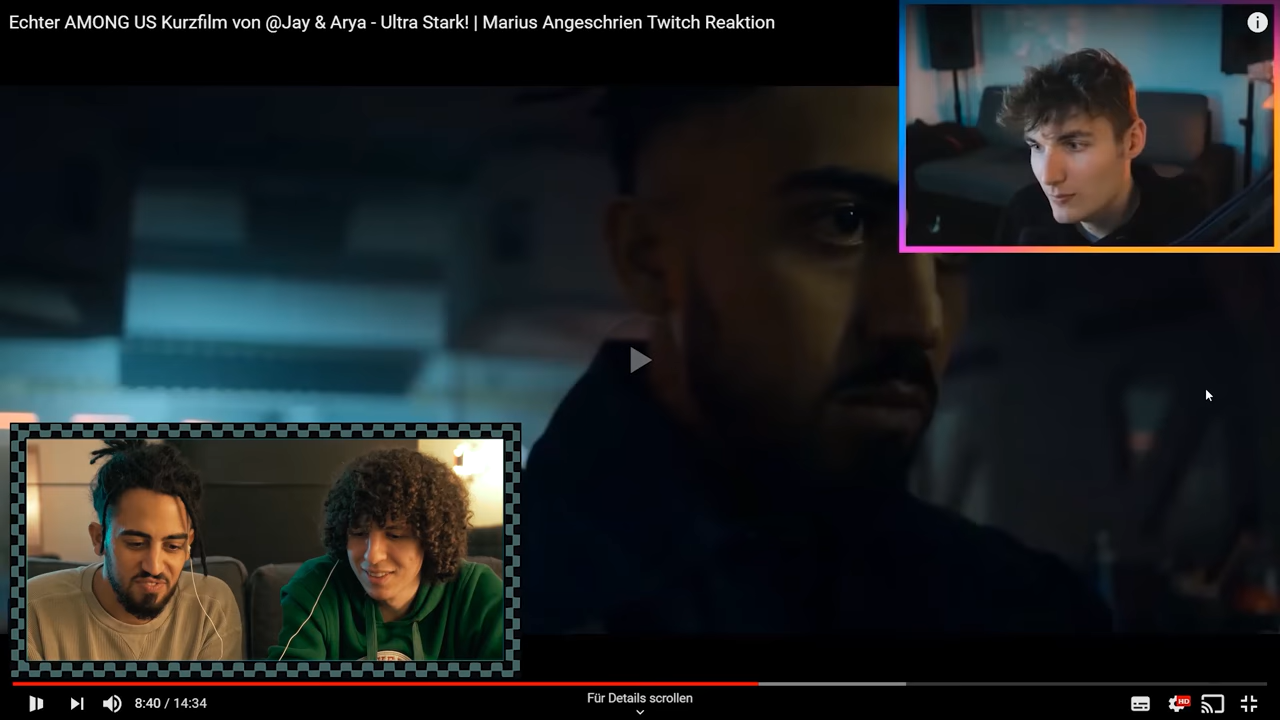 Echter AMONG US Kurzfilm von @Jay & Arya - Ultra Stark! | Marius Angeschrien Twitch Reaktion
8:40 / 14:34
Für Details scrollen
HD